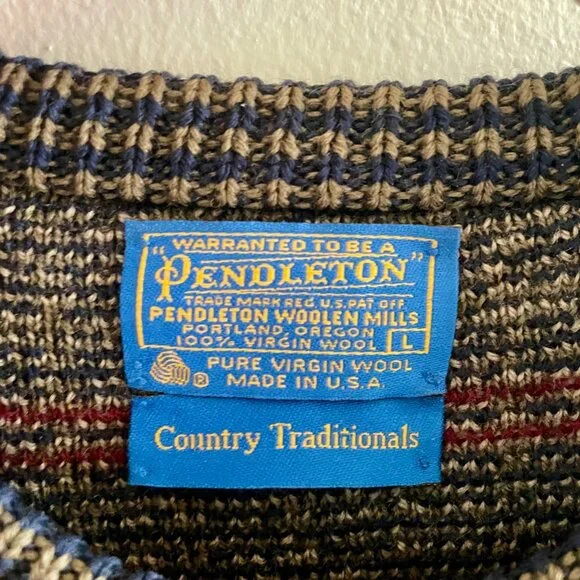 "WARRANTED TO BE A
PENDLETON"
TRADE MARK REG. U.S. PAT. OFF.
PENDLETON WOOLEN MILLS
PORTLAND, OREGON
100% VIRGIN WOOL L
® PURE VIRGIN WOOL
MADE IN U.S.A.
Country Traditionals